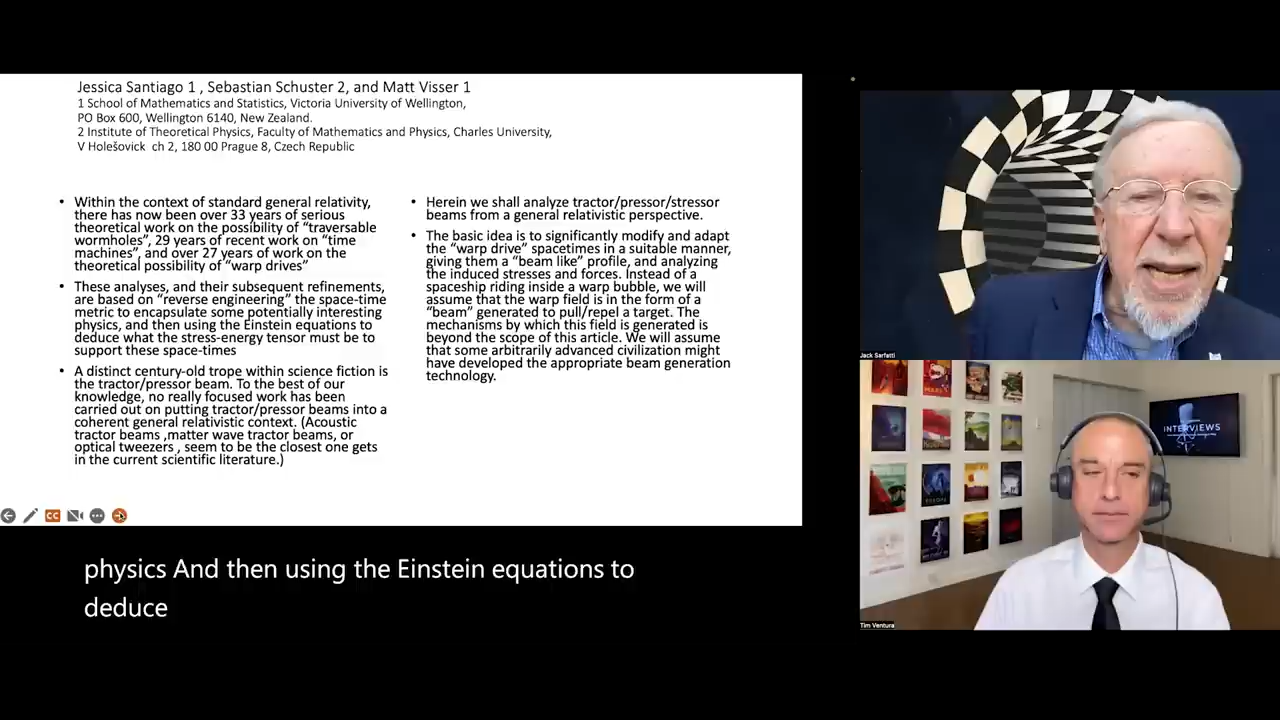 Jessica Santiago 1 , Sebastian Schuster 2, and Matt Visser 1
1 School of Mathematics and Statistics, Victoria University of Wellington,
PO Box 600, Wellington 6140, New Zealand.
2 Institute of Theoretical Physics, Faculty of Mathematics and Physics, Charles University,
V Holešovick ch 2, 180 00 Prague 8, Czech Republic
• Within the context of standard general relativity,
there has now been over 33 years of serious
theoretical work on the possibility of “traversable
wormholes”, 29 years of recent work on “time
machines”, and over 27 years of work on the
theoretical possibility of “warp drives”
• These analyses, and their subsequent refinements,
are based on “reverse engineering” the space-time
metric to encapsulate some potentially interesting
physics, and then using the Einstein equations to
deduce what the stress-energy tensor must be to
support these space-times
• A distinct century-old trope within science fiction is
the tractor/pressor beam. To the best of our
knowledge, no really focused work has been
carried out on putting tractor/pressor beams into a
coherent general relativistic context. (Acoustic
tractor beams ,matter wave tractor beams, or
optical tweezers , seem to be the closest one gets
in the current scientific literature.)
• Herein we shall analyze tractor/pressor/stressor
beams from a general relativistic perspective.
• The basic idea is to significantly modify and adapt
the “warp drive” spacetimes in a suitable manner,
giving them a “beam like” profile, and analyzing
the induced stresses and forces. Instead of a
spaceship riding inside a warp bubble, we will
assume that the warp field is in the form of a
“beam” generated to pull/repel a target. The
mechanisms by which this field is generated is
beyond the scope of this article. We will assume
that some arbitrarily advanced civilization might
have developed the appropriate beam generation
technology.
CC
physics And then using the Einstein equations to
deduce
Jack Sarfatti
INTERVIEWS
Tim Ventura